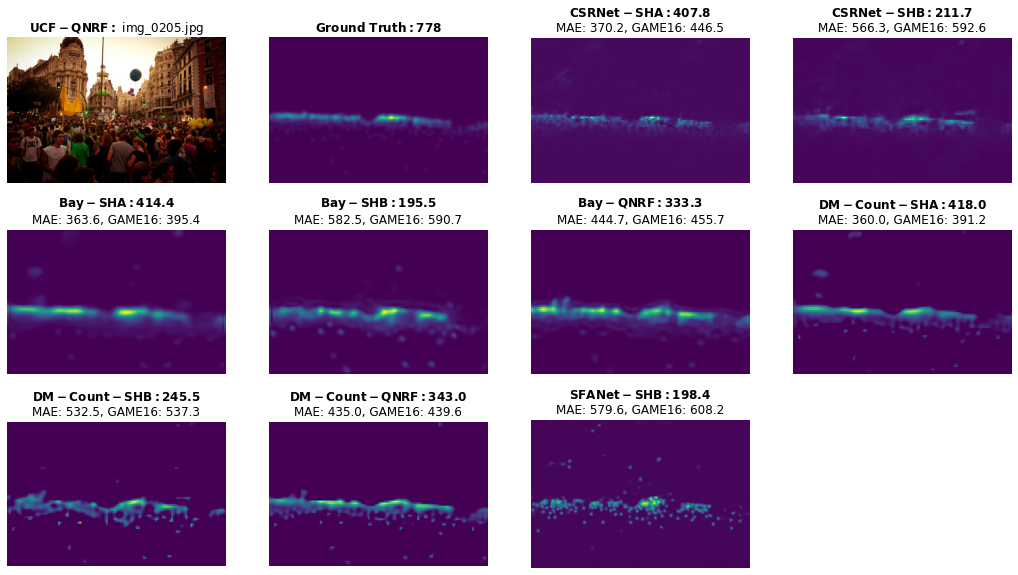 UCF − QNRF : img_0205.jpg
Ground Truth : 778
CSRNet − SHA : 407.8
MAE: 370.2, GAME16: 446.5
CSRNet − SHB : 211.7
MAE: 566.3, GAME16: 592.6
Bay − SHA : 414.4
MAE: 363.6, GAME16: 395.4
Bay − SHB : 195.5
MAE: 582.5, GAME16: 590.7
Bay − QNRF : 333.3
MAE: 444.7, GAME16: 455.7
DM − Count − SHA : 418.0
MAE: 360.0, GAME16: 391.2
DM − Count − SHB : 245.5
MAE: 532.5, GAME16: 537.3
DM − Count − QNRF : 343.0
MAE: 435.0, GAME16: 439.6
SFANet − SHB : 198.4
MAE: 579.6, GAME16: 608.2